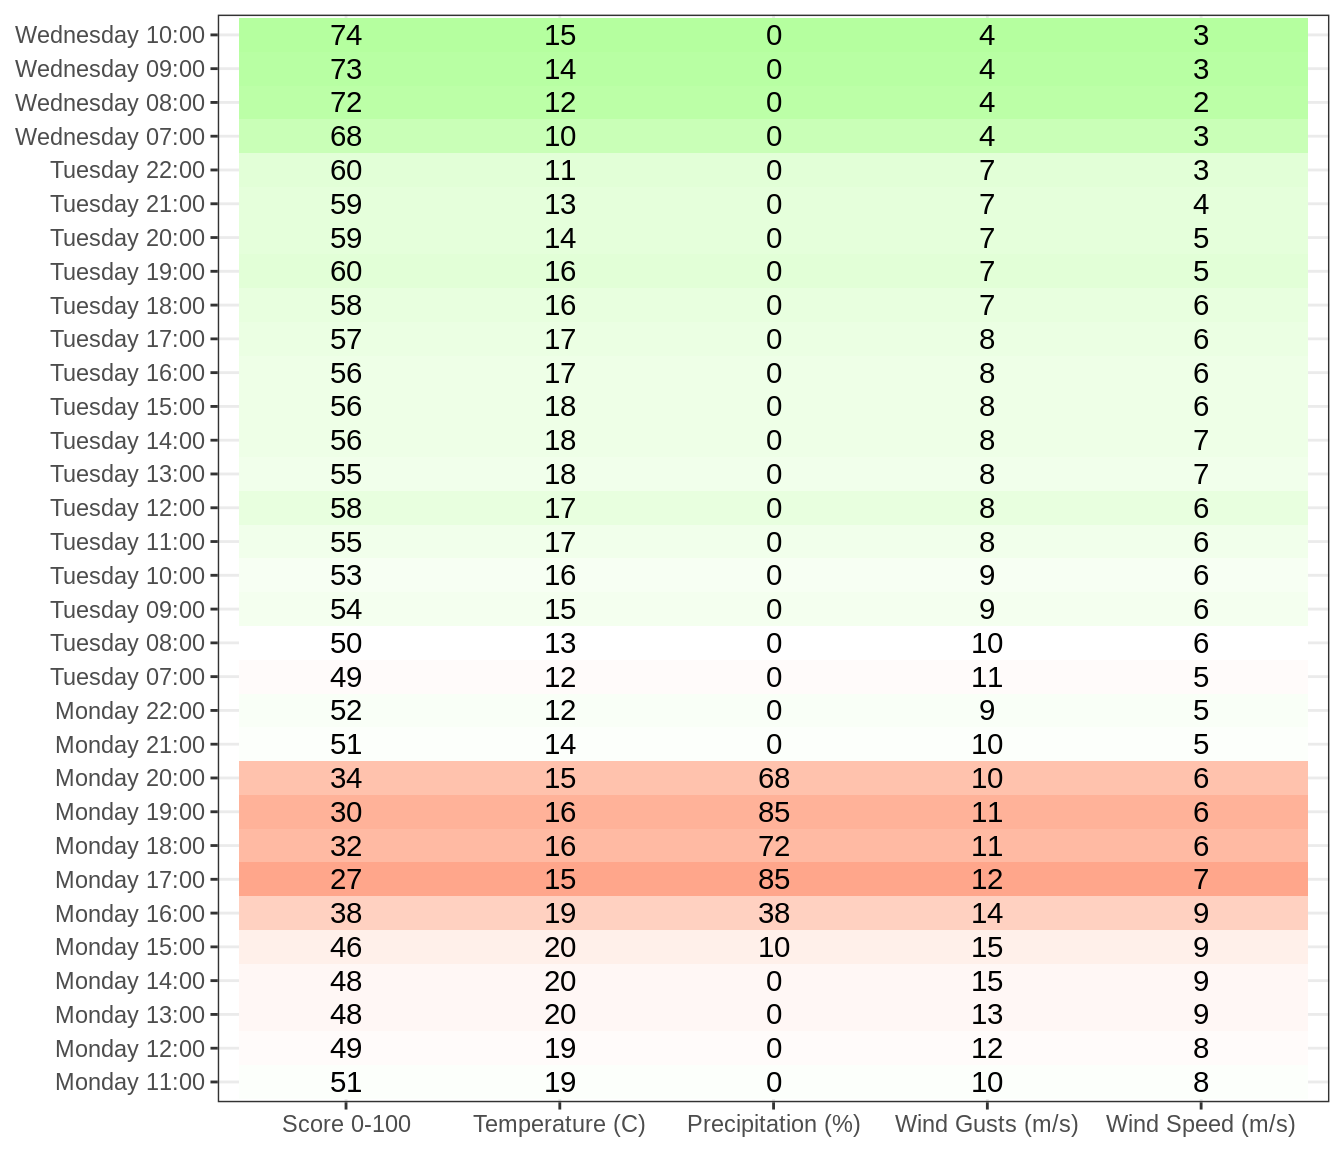 Wednesday 10:00 74 15 0 4 3
Wednesday 09:00 73 14 0 4 3
Wednesday 08:00 72 12 0 4 2
Wednesday 07:00 68 10 0 4 3
Tuesday 22:00 60 11 0 7 3
Tuesday 21:00 59 13 0 7 4
Tuesday 20:00 59 14 0 7 5
Tuesday 19:00 60 16 0 7 5
Tuesday 18:00 58 16 0 7 6
Tuesday 17:00 57 17 0 8 6
Tuesday 16:00 56 17 0 8 6
Tuesday 15:00 56 18 0 8 6
Tuesday 14:00 56 18 0 8 7
Tuesday 13:00 55 18 0 8 7
Tuesday 12:00 58 17 0 8 6
Tuesday 11:00 55 17 0 8 6
Tuesday 10:00 53 16 0 9 6
Tuesday 09:00 54 15 0 9 6
Tuesday 08:00 50 13 0 10 6
Tuesday 07:00 49 12 0 11 5
Monday 22:00 52 12 0 9 5
Monday 21:00 51 14 0 10 5
Monday 20:00 34 15 68 10 6
Monday 19:00 30 16 85 11 6
Monday 18:00 32 16 72 11 6
Monday 17:00 27 15 85 12 7
Monday 16:00 38 19 38 14 9
Monday 15:00 46 20 10 15 9
Monday 14:00 48 20 0 15 9
Monday 13:00 48 20 0 13 9
Monday 12:00 49 19 0 12 8
Monday 11:00 51 19 0 10 8
Score 0-100 Temperature (C) Precipitation (%) Wind Gusts (m/s) Wind Speed (m/s)